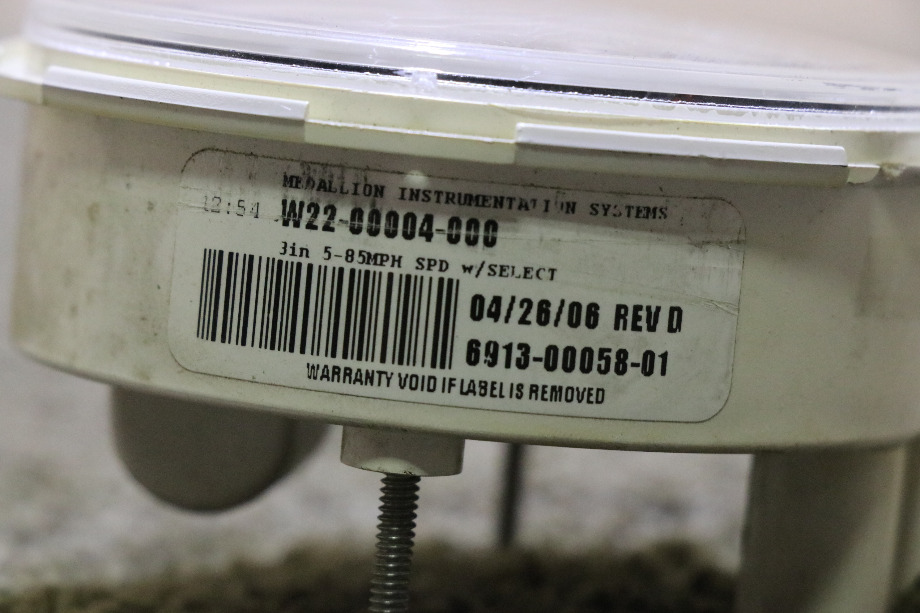 MEDALLION INSTRUMENTATION SYSTEMS
12:54 W22-00004-000
3in 5-85MPH SPD w/SELECT
04/26/06 REV D
6913-00058-01
WARRANTY VOID IF LABEL IS REMOVED